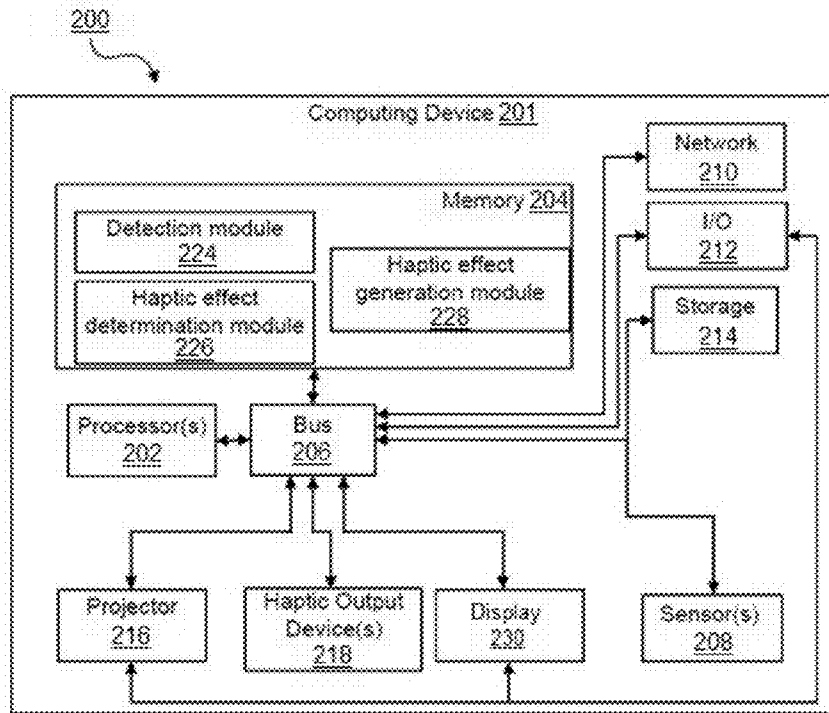 200
Computing Device 201
Network
210
Memory 204
I/O
212
Detection module
224
Haptic effect
generation module
228
Haptic effect
determination module
226
Storage
214
Processor(s)
202
Bus
206
Projector
216
Haptic Output
Device(s)
218
Display
230
Sensor(s)
208